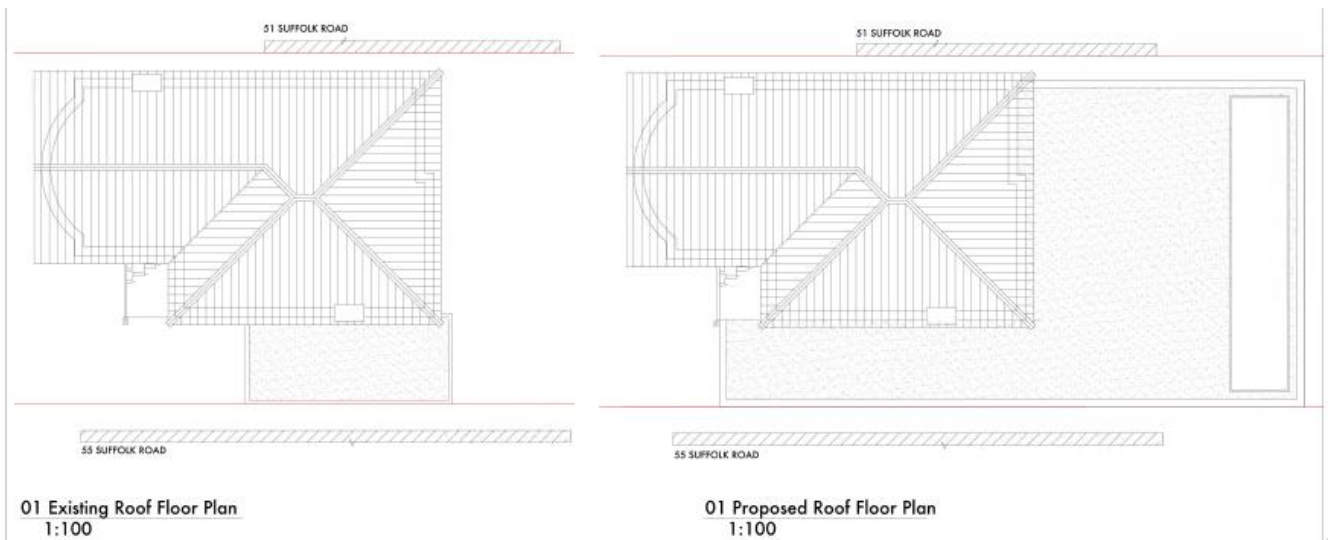 51 SUFFOLK ROAD
55 SUFFOLK ROAD
01 Existing Roof Floor Plan
1:100
51 SUFFOLK ROAD
55 SUFFOLK ROAD
01 Proposed Roof Floor Plan
1:100